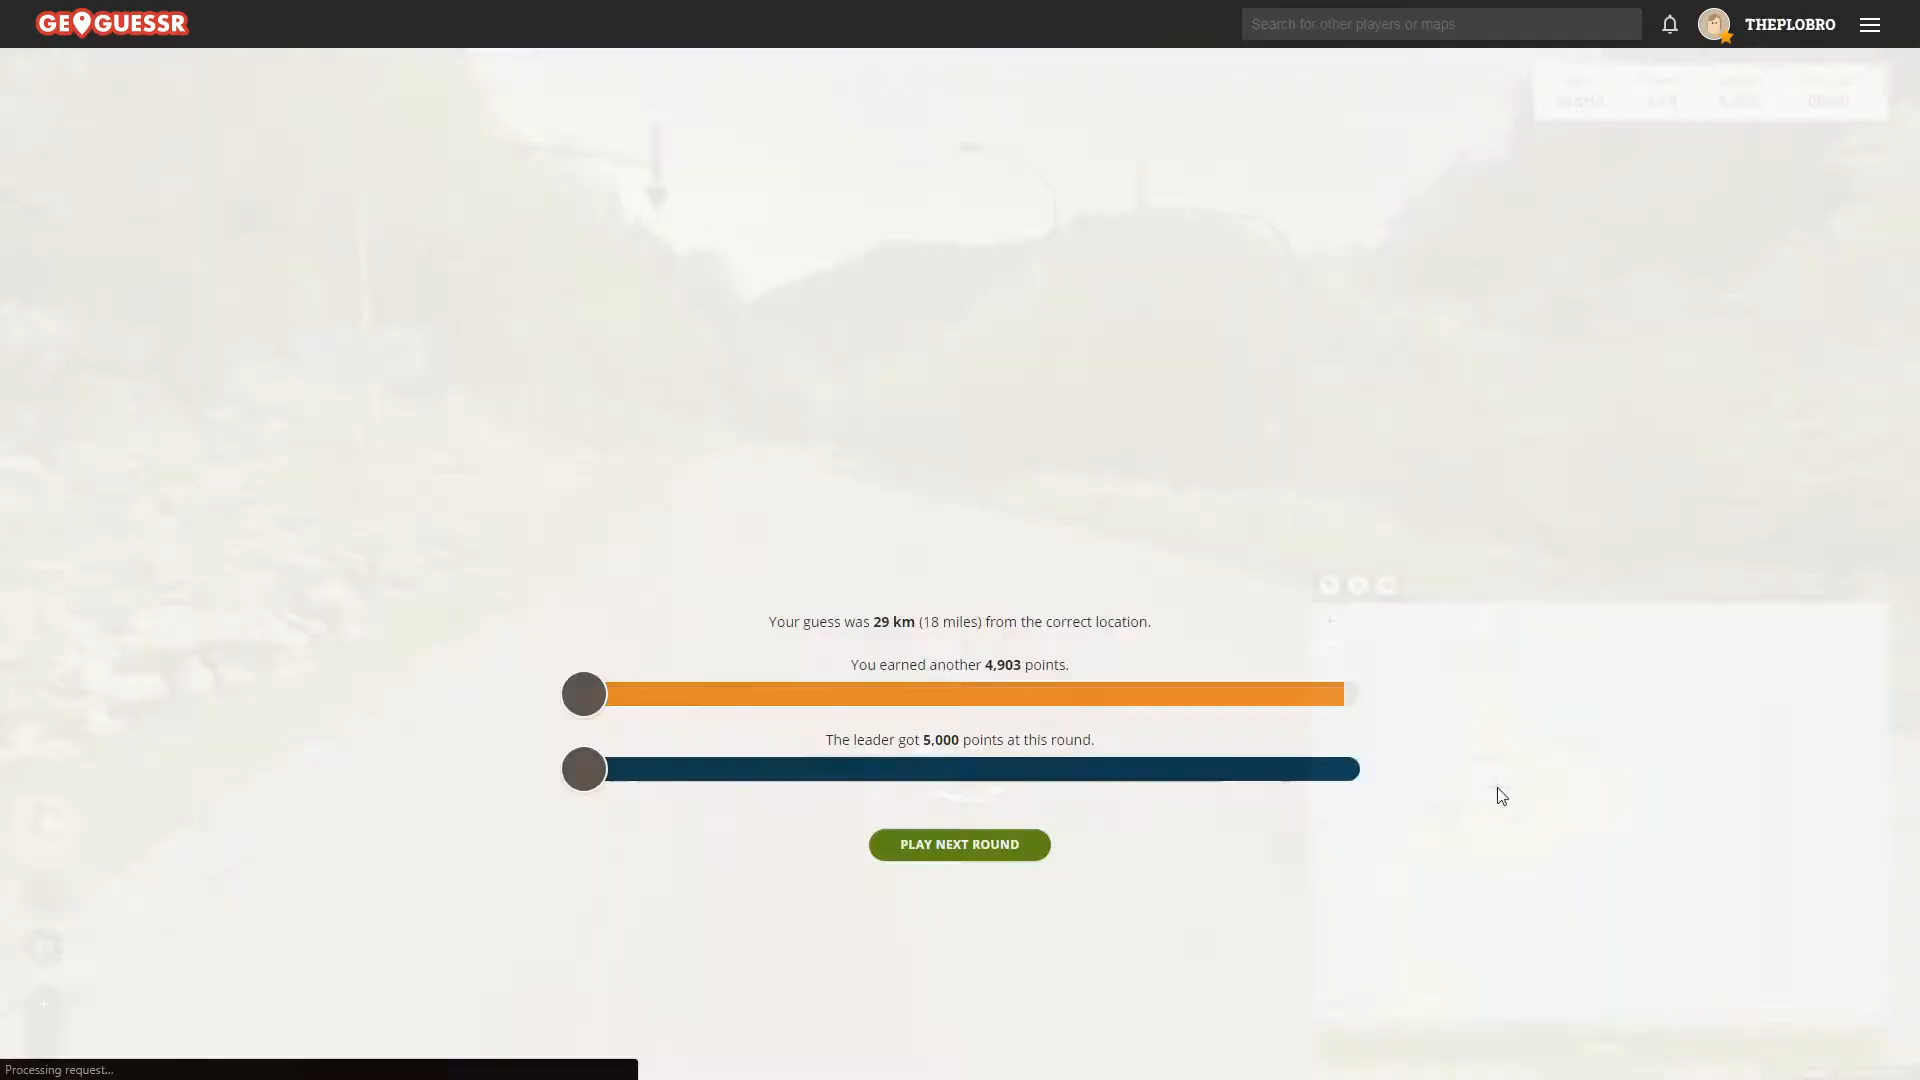 GEOGUESSR
Search for other players or maps
THEPLOBRO
Your guess was 29 km (18 miles) from the correct location.
You earned another 4,903 points.
The leader got 5,000 points at this round.
PLAY NEXT ROUND
Processing request...